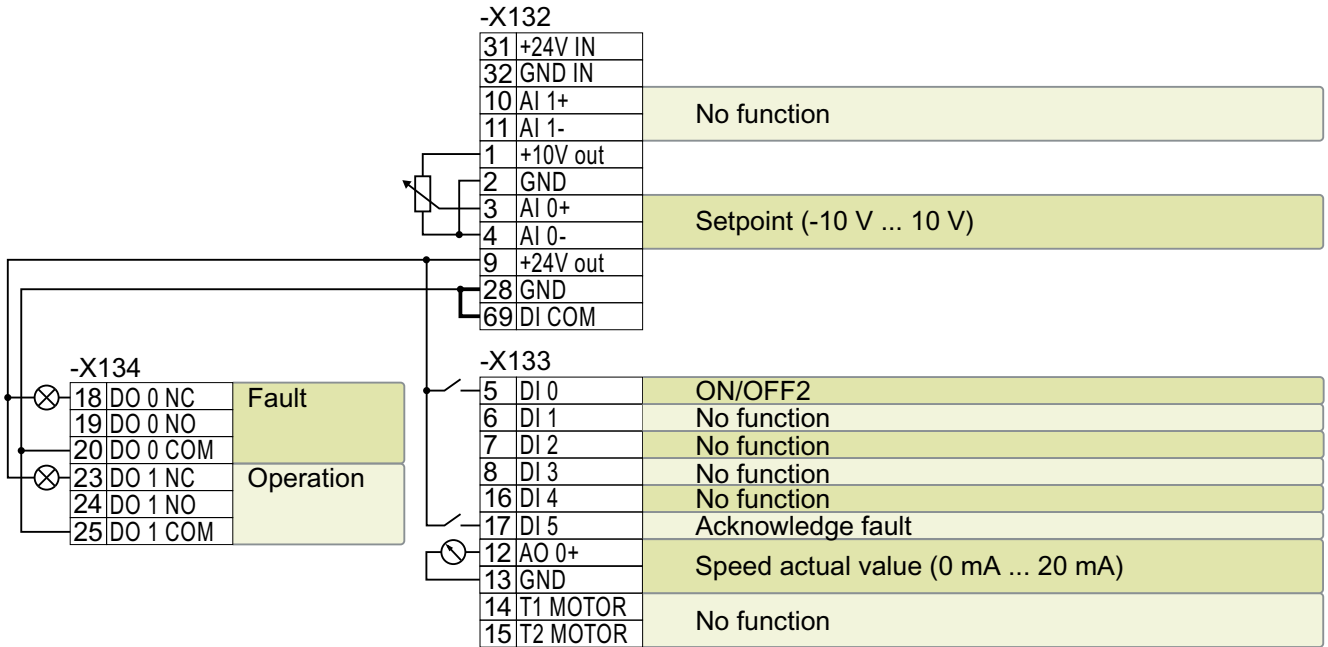 -X132
31 +24V IN
32 GND IN
10 AI 1+ No function
11 AI 1-
1 +10V out
2 GND
3 AI 0+ Setpoint (-10 V ... 10 V)
4 AI 0-
9 +24V out
28 GND
69 DI COM
-X134
18 DO 0 NC Fault
19 DO 0 NO
20 DO 0 COM
23 DO 1 NC Operation
24 DO 1 NO
25 DO 1 COM
-X133
5 DI 0 ON/OFF2
6 DI 1 No function
7 DI 2 No function
8 DI 3 No function
16 DI 4 No function
17 DI 5 Acknowledge fault
12 AO 0+ Speed actual value (0 mA ... 20 mA)
13 GND
14 T1 MOTOR No function
15 T2 MOTOR